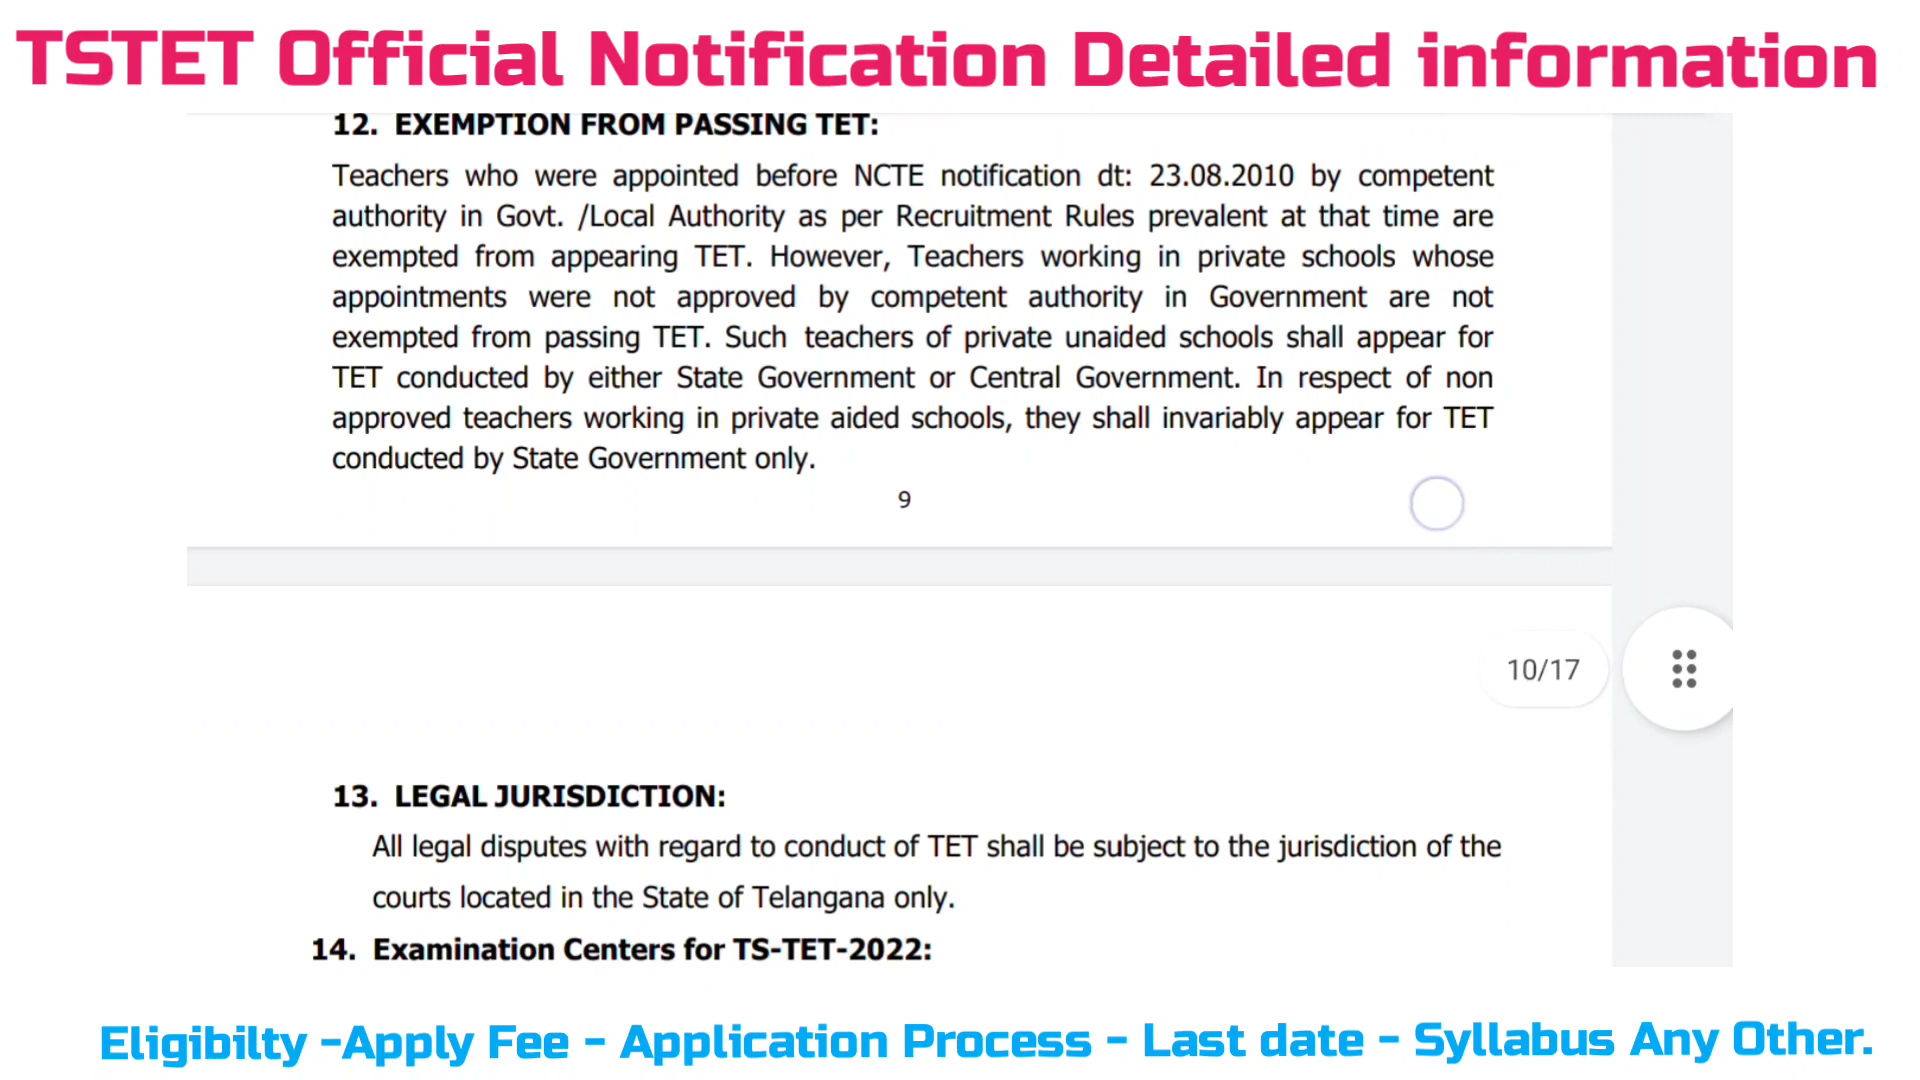 TSTET Official Notification Detailed information
12. EXEMPTION FROM PASSING TET:
Teachers who were appointed before NCTE notification dt: 23.08.2010 by competent
authority in Govt. /Local Authority as per Recruitment Rules prevalent at that time are
exempted from appearing TET. However, Teachers working in private schools whose
appointments were not approved by competent authority in Government are not
exempted from passing TET. Such teachers of private unaided schools shall appear for
TET conducted by either State Government or Central Government. In respect of non
approved teachers working in private aided schools, they shall invariably appear for TET
conducted by State Government only.
9
10/17
13. LEGAL JURISDICTION:
All legal disputes with regard to conduct of TET shall be subject to the jurisdiction of the
courts located in the State of Telangana only.
14. Examination Centers for TS-TET-2022:
Eligibilty -Apply Fee - Application Process - Last date - Syllabus Any Other.